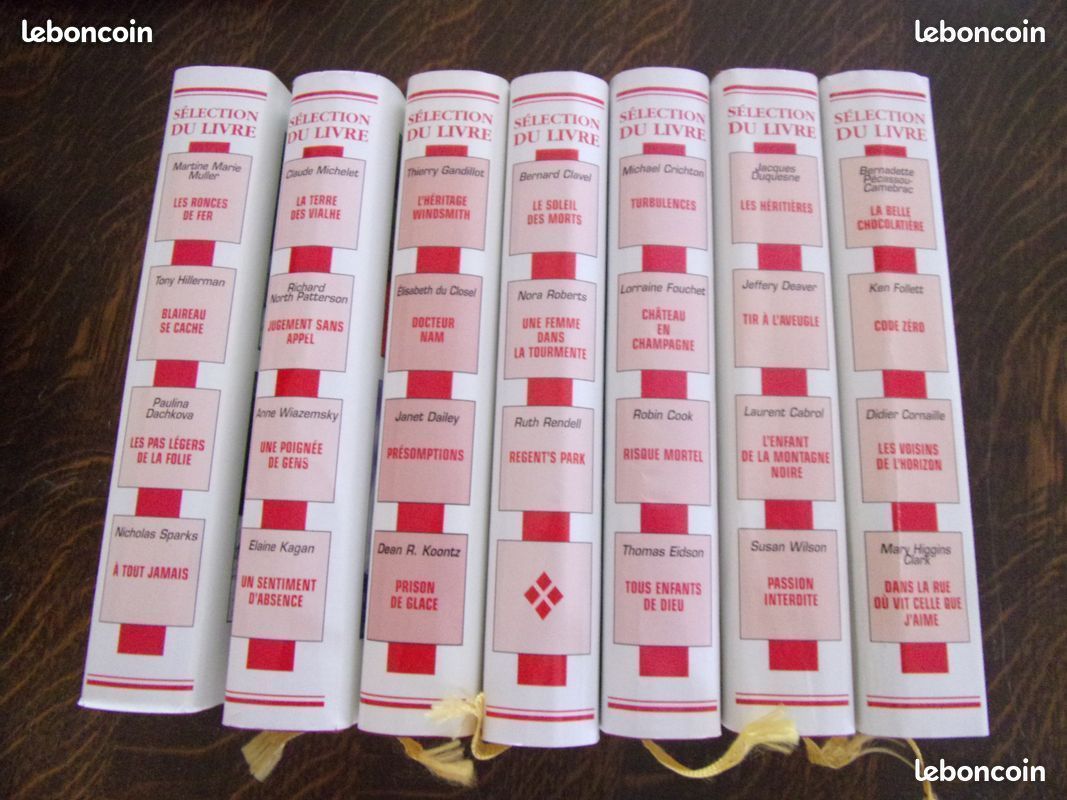 leboncoin
leboncoin
SÉLECTION
DU LIVRE
Martine Marie
Muller
LES RONCES
DE FER
Tony Hillerman
BLAIREAU
SE CACHE
Paulina
Dachkova
LES PAS LÉGERS
DE LA FOLIE
Nicholas Sparks
À TOUT JAMAIS
SÉLECTION
DU LIVRE
Claude Michelet
LA TERRE
DES VIALHE
Richard
North Patterson
JUGEMENT SANS
APPEL
Anne Wiazemsky
UNE POIGNÉE
DE GENS
Elaine Kagan
UN SENTIMENT
D'ABSENCE
SÉLECTION
DU LIVRE
Thierry Gandillot
L'HÉRITAGE
WINDSMITH
Élisabeth du Closel
DOCTEUR
NAM
Janet Dailey
PRÉSOMPTIONS
Dean R. Koontz
PRISON
DE GLACE
SÉLECTION
DU LIVRE
Bernard Clavel
LE SOLEIL
DES MORTS
Nora Roberts
UNE FEMME
DANS
LA TOURMENTE
Ruth Rendell
REGENT'S PARK
SÉLECTION
DU LIVRE
Michael Crichton
TURBULENCES
Lorraine Fouchet
CHÂTEAU
EN
CHAMPAGNE
Robin Cook
RISQUE MORTEL
Thomas Eidson
TOUS ENFANTS
DE DIEU
SÉLECTION
DU LIVRE
Jacques
Duquesne
LES HÉRITIÈRES
Jeffery Deaver
TIR À L'AVEUGLE
Laurent Cabrol
L'ENFANT
DE LA MONTAGNE
NOIRE
Susan Wilson
PASSION
INTERDITE
SÉLECTION
DU LIVRE
Bernadette
Pécassou-
Camebrac
LA BELLE
CHOCOLATIÈRE
Ken Follett
CODE ZÉRO
Didier Cornaille
LES VOISINS
DE L'HORIZON
Mary Higgins
Clark
DANS LA RUE
OÙ VIT CELLE QUE
J'AIME
leboncoin